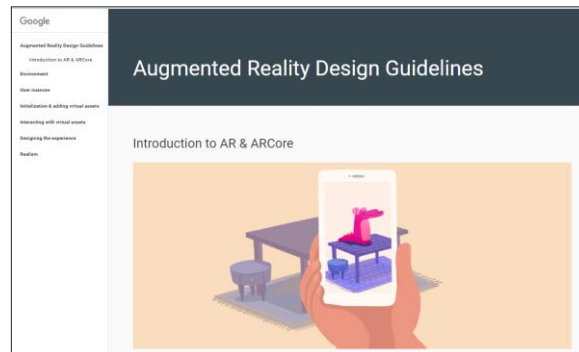 Google
Augmented Reality Design Guidelines
Introduction to AR & ARCore
Environment
User nuances
Initialization & adding virtual assets
Interacting with virtual assets
Designing the experience
Realism
Augmented Reality Design Guidelines
Introduction to AR & ARCore